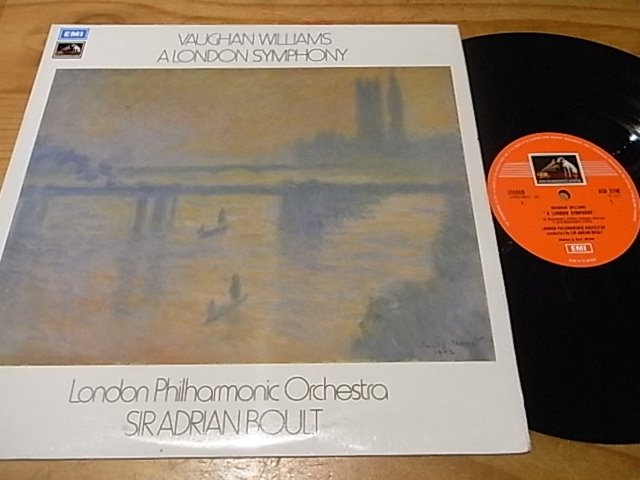 EMI
VAUGHAN WILLIAMS
A LONDON SYMPHONY
London Philharmonic Orchestra
SIR ADRIAN BOULT
STEREO
1
VAUGHAN WILLIAMS
A LONDON SYMPHONY
LONDON PHILHARMONIC ORCHESTRA
conducted by SIR ADRIAN BOULT
EMI